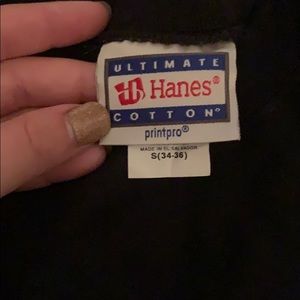 ULTIMATE
Hanes®
COTTON®
printpro®
MADE IN EL SALVADOR
S(34-36)